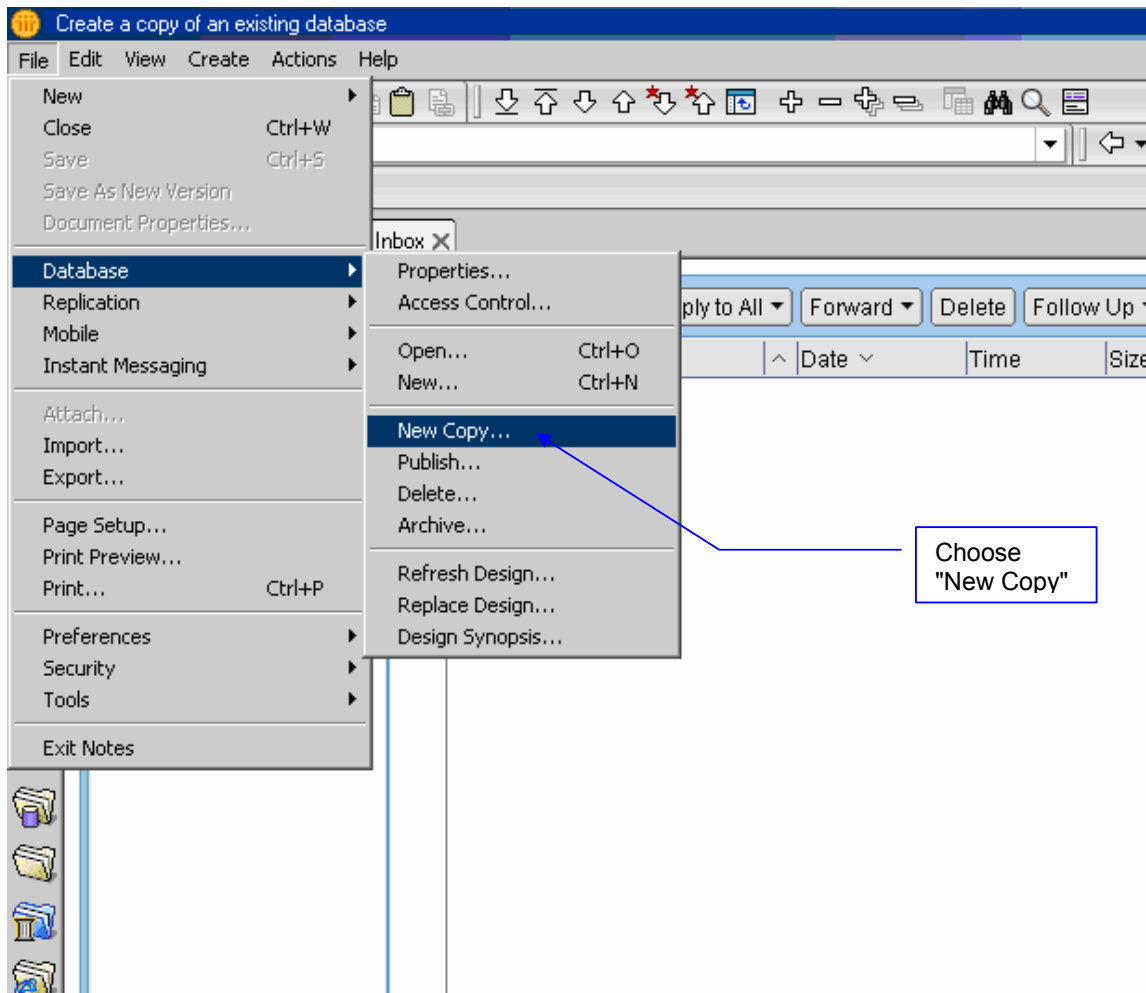 Create a copy of an existing database
File Edit View Create Actions Help
New
Close Ctrl+W
Save Ctrl+S
Save As New Version
Document Properties...
Database
Replication
Mobile
Instant Messaging
Attach...
Import...
Export...
Page Setup...
Print Preview...
Print... Ctrl+P
Preferences
Security
Tools
Exit Notes
Inbox
Properties...
Access Control...
Open... Ctrl+O
New... Ctrl+N
New Copy...
Publish...
Delete...
Archive...
Refresh Design...
Replace Design...
Design Synopsis...
ply to All Forward Delete Follow Up
Date Time Size
Choose
"New Copy"